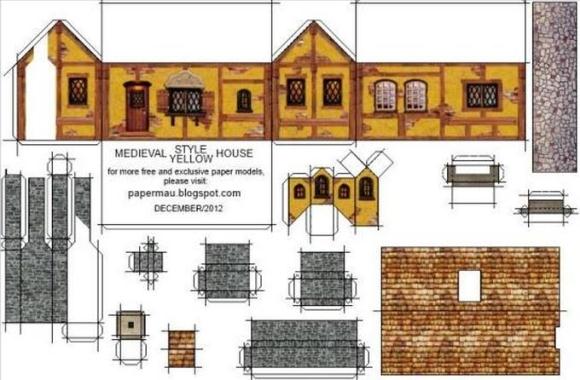 MEDIEVAL STYLE YELLOW HOUSE
for more free and exclusive paper models,
please visit:
papermau.blogspot.com
DECEMBER/2012